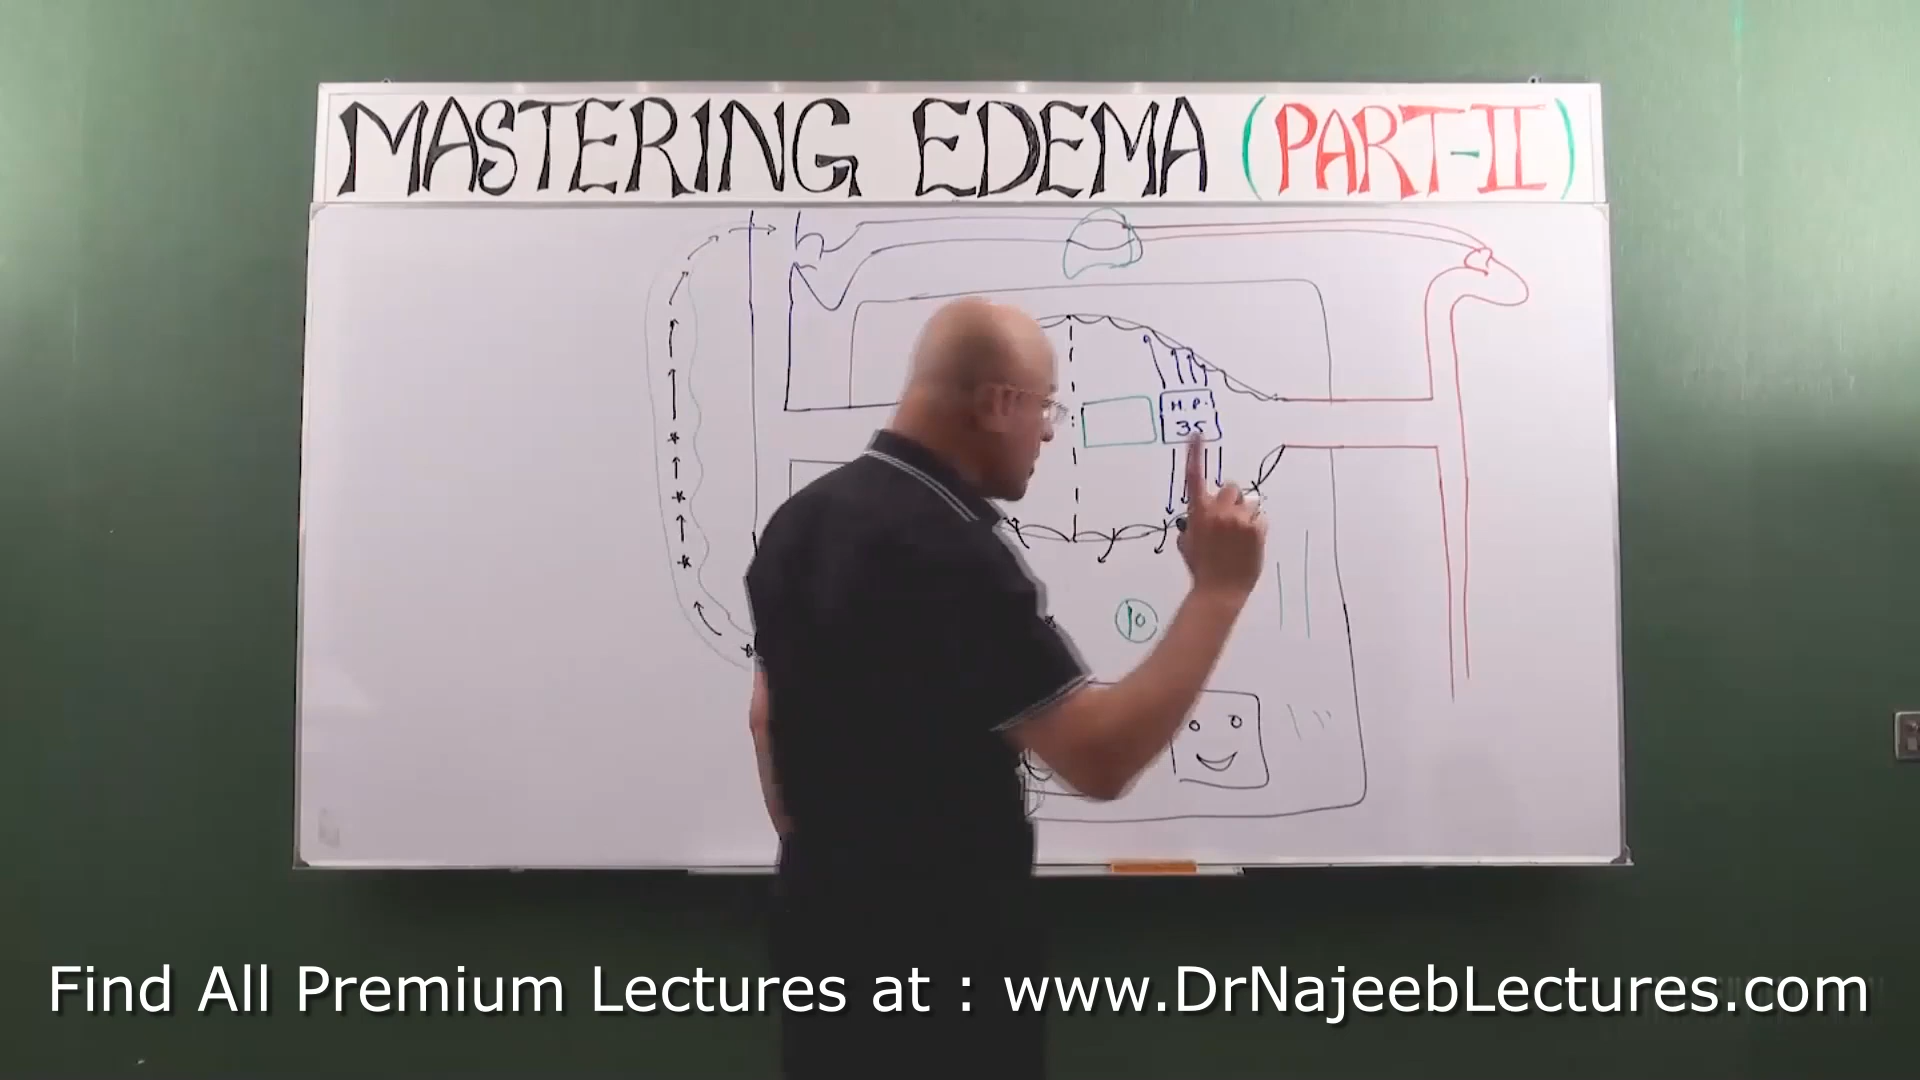 MASTERING EDEMA (PART-II)
H.P.
35
10
Find All Premium Lectures at : www.DrNajeebLectures.com